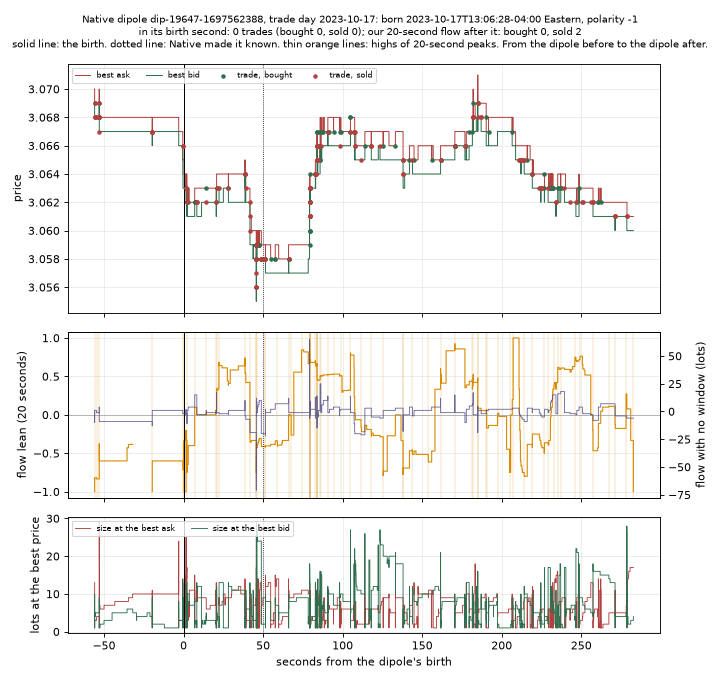 Native dipole dip-19647-1697562388, trade day 2023-10-17: born 2023-10-17T13:06:28-04:00 Eastern, polarity -1
in its birth second: 0 trades (bought 0, sold 0); our 20-second flow after it: bought 0, sold 2
solid line: the birth. dotted line: Native made it known. thin orange lines: highs of 20-second peaks. From the dipole before to the dipole after.
best ask best bid trade, bought trade, sold
3.070
3.068
3.066
3.064
3.062
3.060
3.058
3.056
price
1.0
0.5
0.0
−0.5
−1.0
flow lean (20 seconds)
50
25
0
−25
−50
−75
flow with no window (lots)
size at the best ask size at the best bid
30
20
10
0
lots at the best price
−50 0 50 100 150 200 250
seconds from the dipole's birth